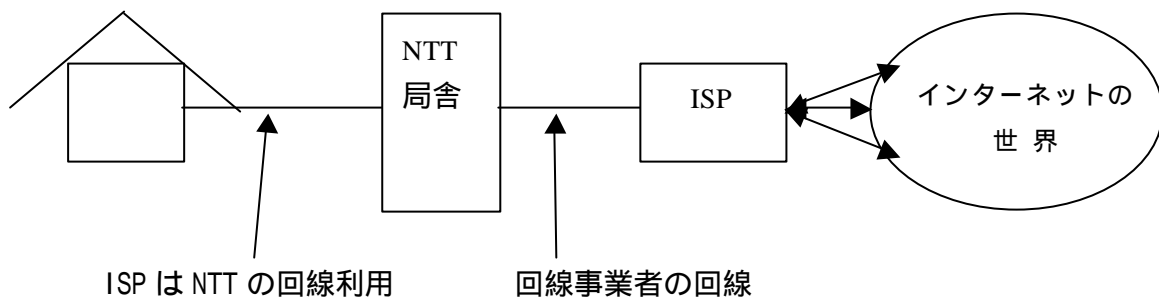 NTT
局舎
ISP
インターネットの
世 界
ISP は NTT の回線利用
回線事業者の回線